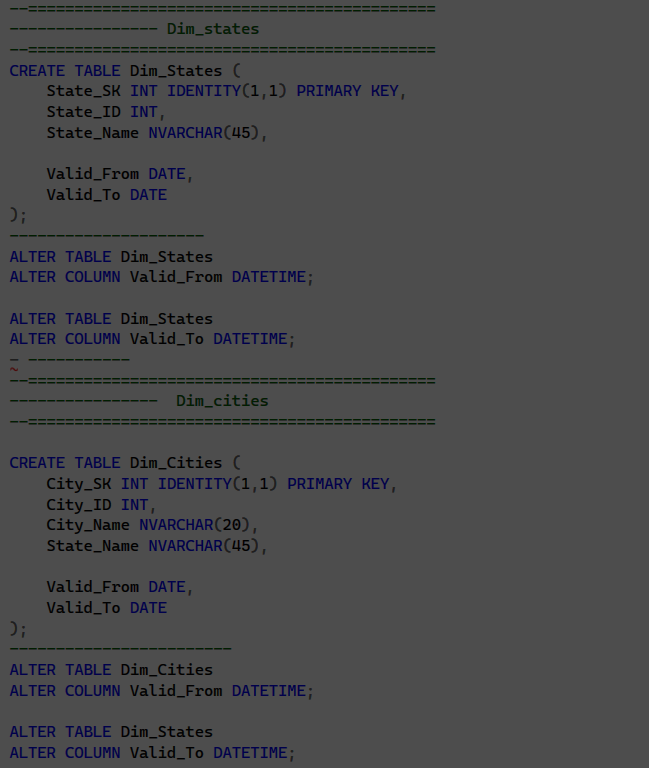 --============================================
---------------- Dim_states
--============================================
CREATE TABLE Dim_States (
    State_SK INT IDENTITY(1,1) PRIMARY KEY,
    State_ID INT,
    State_Name NVARCHAR(45),

    Valid_From DATE,
    Valid_To DATE
);
---------------------
ALTER TABLE Dim_States
ALTER COLUMN Valid_From DATETIME;

ALTER TABLE Dim_States
ALTER COLUMN Valid_To DATETIME;
- -----------
--============================================
----------------  Dim_cities
--============================================

CREATE TABLE Dim_Cities (
    City_SK INT IDENTITY(1,1) PRIMARY KEY,
    City_ID INT,
    City_Name NVARCHAR(20),
    State_Name NVARCHAR(45),

    Valid_From DATE,
    Valid_To DATE
);
------------------------
ALTER TABLE Dim_Cities
ALTER COLUMN Valid_From DATETIME;

ALTER TABLE Dim_States
ALTER COLUMN Valid_To DATETIME;